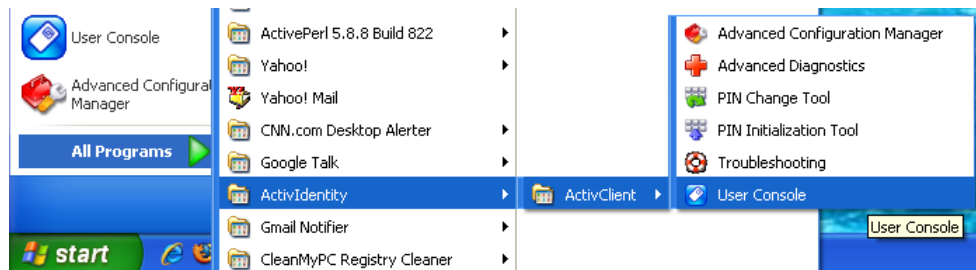 User Console
Advanced Configurat
Manager
All Programs
start
ActivePerl 5.8.8 Build 822
Yahoo!
Yahoo! Mail
CNN.com Desktop Alerter
Google Talk
ActivIdentity
Gmail Notifier
CleanMyPC Registry Cleaner
ActivClient
Advanced Configuration Manager
Advanced Diagnostics
PIN Change Tool
PIN Initialization Tool
Troubleshooting
User Console
User Console